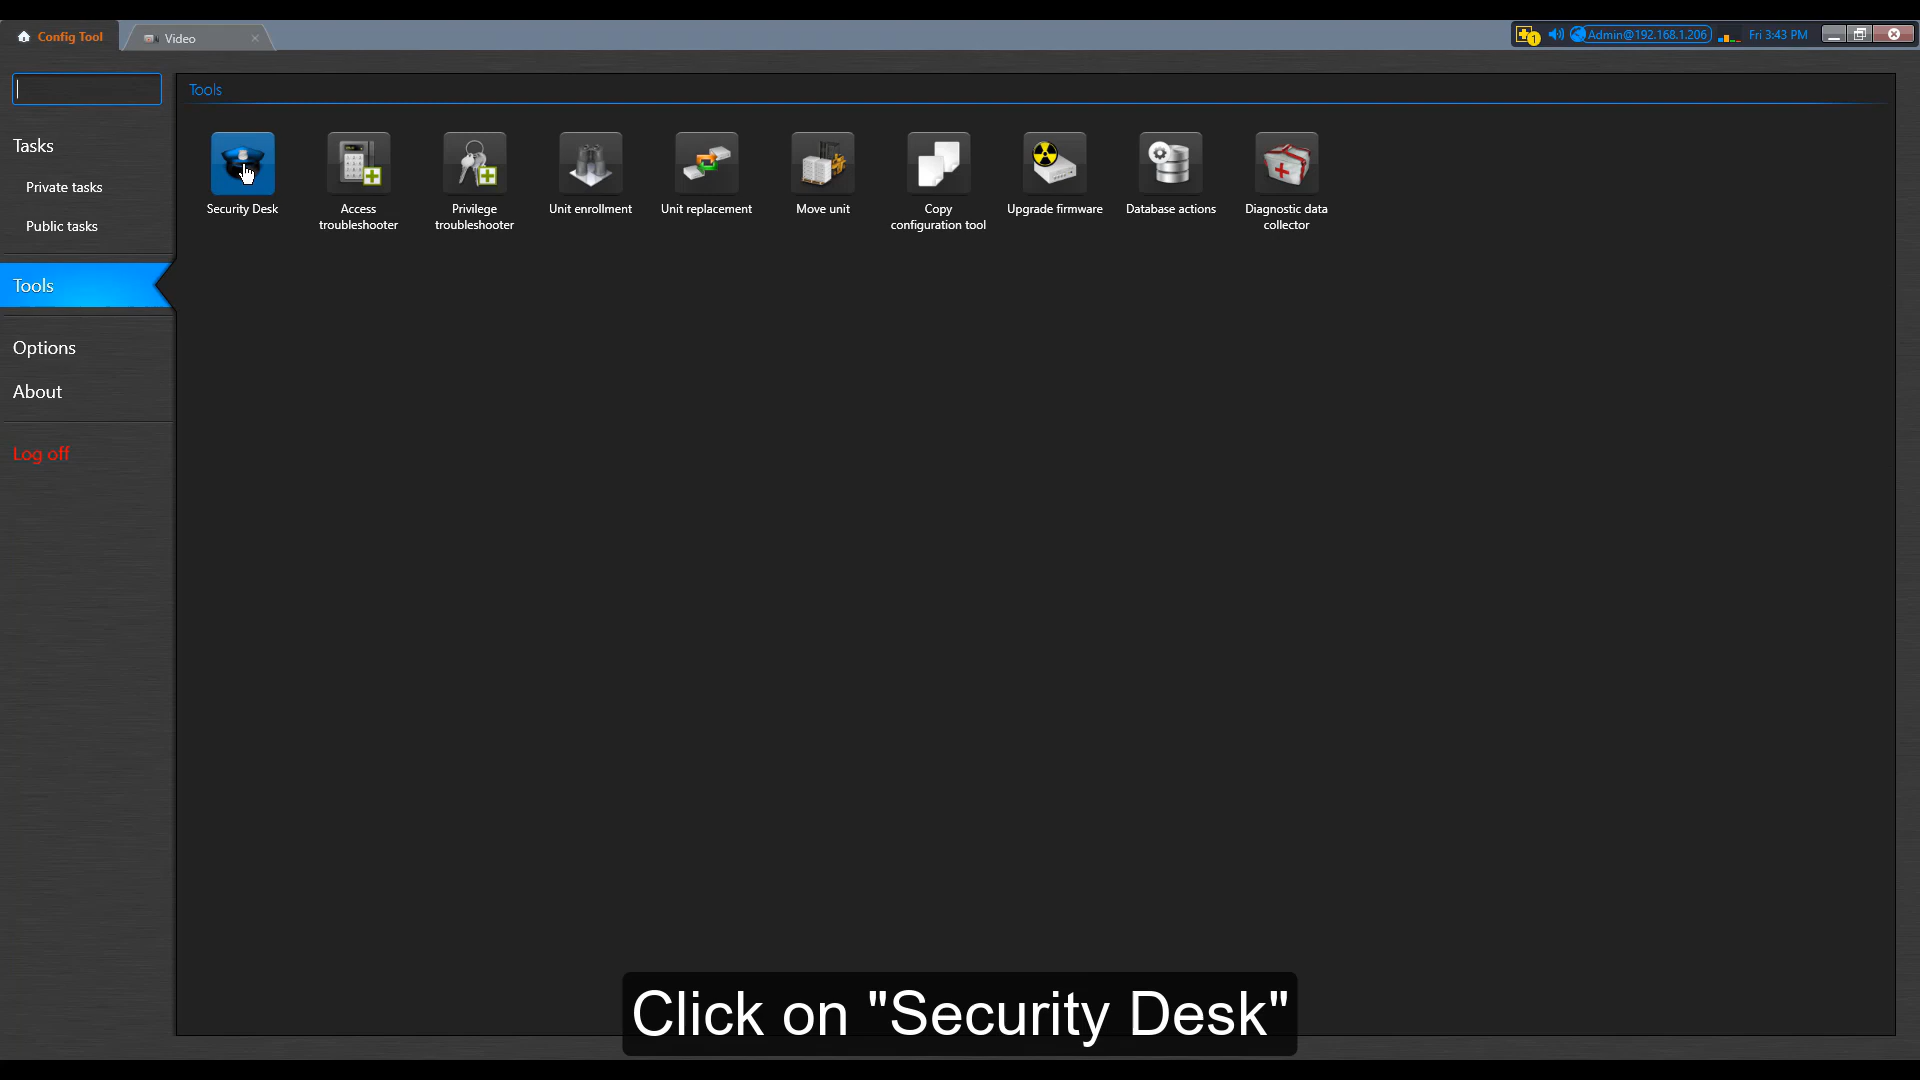 Config Tool
Video
1
Admin@192.168.1.206
Fri 3:43 PM
Tools
Tasks
Private tasks
Public tasks
Tools
Options
About
Log off
Security Desk
Access troubleshooter
Privilege troubleshooter
Unit enrollment
Unit replacement
Move unit
Copy configuration tool
Upgrade firmware
Database actions
Diagnostic data collector
Click on "Security Desk"